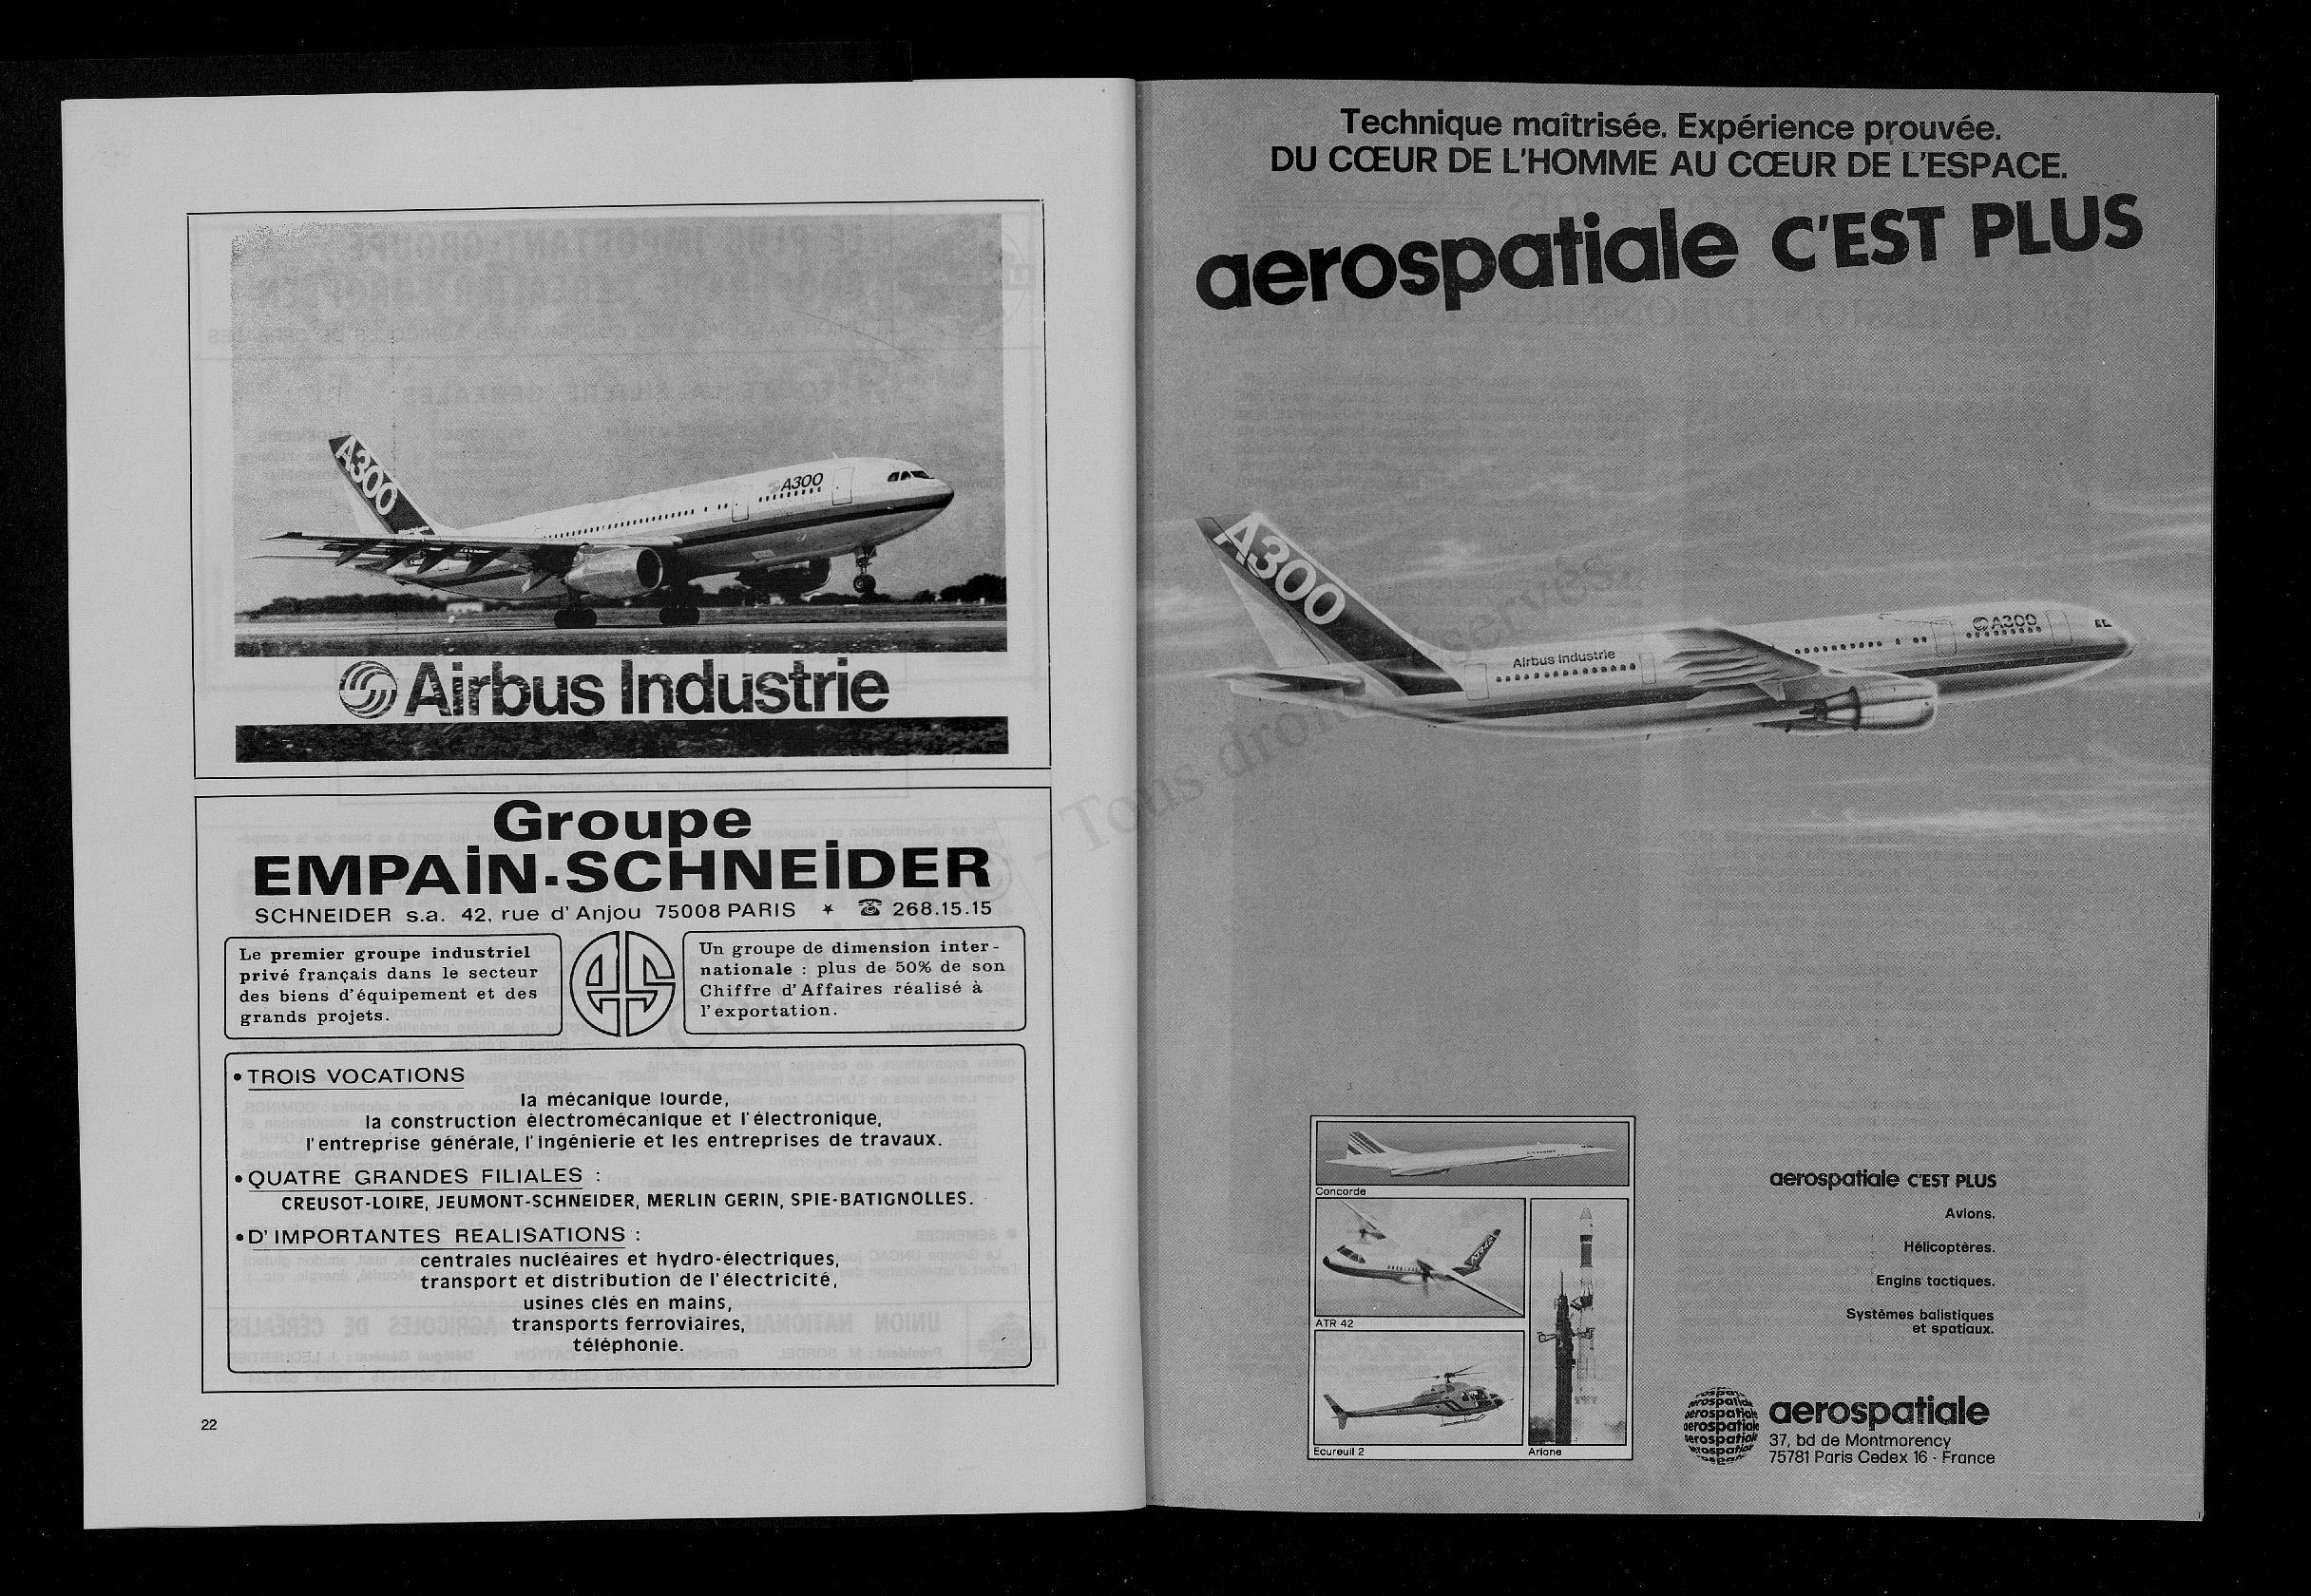 A300
A300
Airbus Industrie
Groupe
EMPAIN-SCHNEIDER
SCHNEIDER s.a. 42, rue d'Anjou 75008 PARIS * ☎ 268.15.15
Le premier groupe industriel
privé français dans le secteur
des biens d'équipement et des
grands projets.
Un groupe de dimension inter-
nationale : plus de 50% de son
Chiffre d'Affaires réalisé à
l'exportation.
• TROIS VOCATIONS
la mécanique lourde,
la construction électromécanique et l'électronique,
l'entreprise générale, l'ingénierie et les entreprises de travaux.
• QUATRE GRANDES FILIALES :
CREUSOT-LOIRE, JEUMONT-SCHNEIDER, MERLIN GERIN, SPIE-BATIGNOLLES.
• D'IMPORTANTES REALISATIONS :
centrales nucléaires et hydro-électriques,
transport et distribution de l'électricité,
usines clés en mains,
transports ferroviaires,
téléphonie.
22
Technique maîtrisée. Expérience prouvée.
DU CŒUR DE L'HOMME AU CŒUR DE L'ESPACE.
aerospatiale C'EST PLUS
A300
Airbus Industrie
A300
Concorde
ATR 42
Ecureuil 2
Ariane
aerospatiale C'EST PLUS
Avions.
Hélicoptères.
Engins tactiques.
Systèmes balistiques
et spatiaux.
aerospatiale
37, bd de Montmorency
75781 Paris Cedex 16 - France